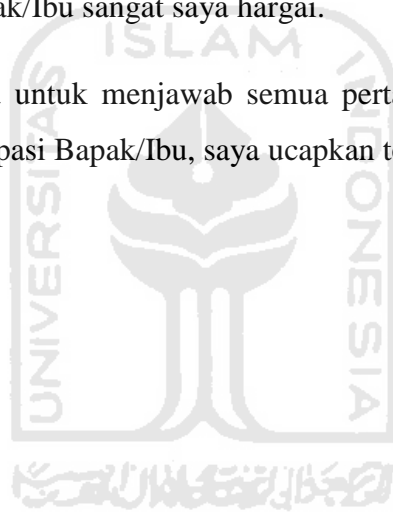 ak/Ibu sangat saya hargai.
ISLAM
untuk menjawab semua perta
pasi Bapak/Ibu, saya ucapkan te
UNIVERSITAS
INDONESIA